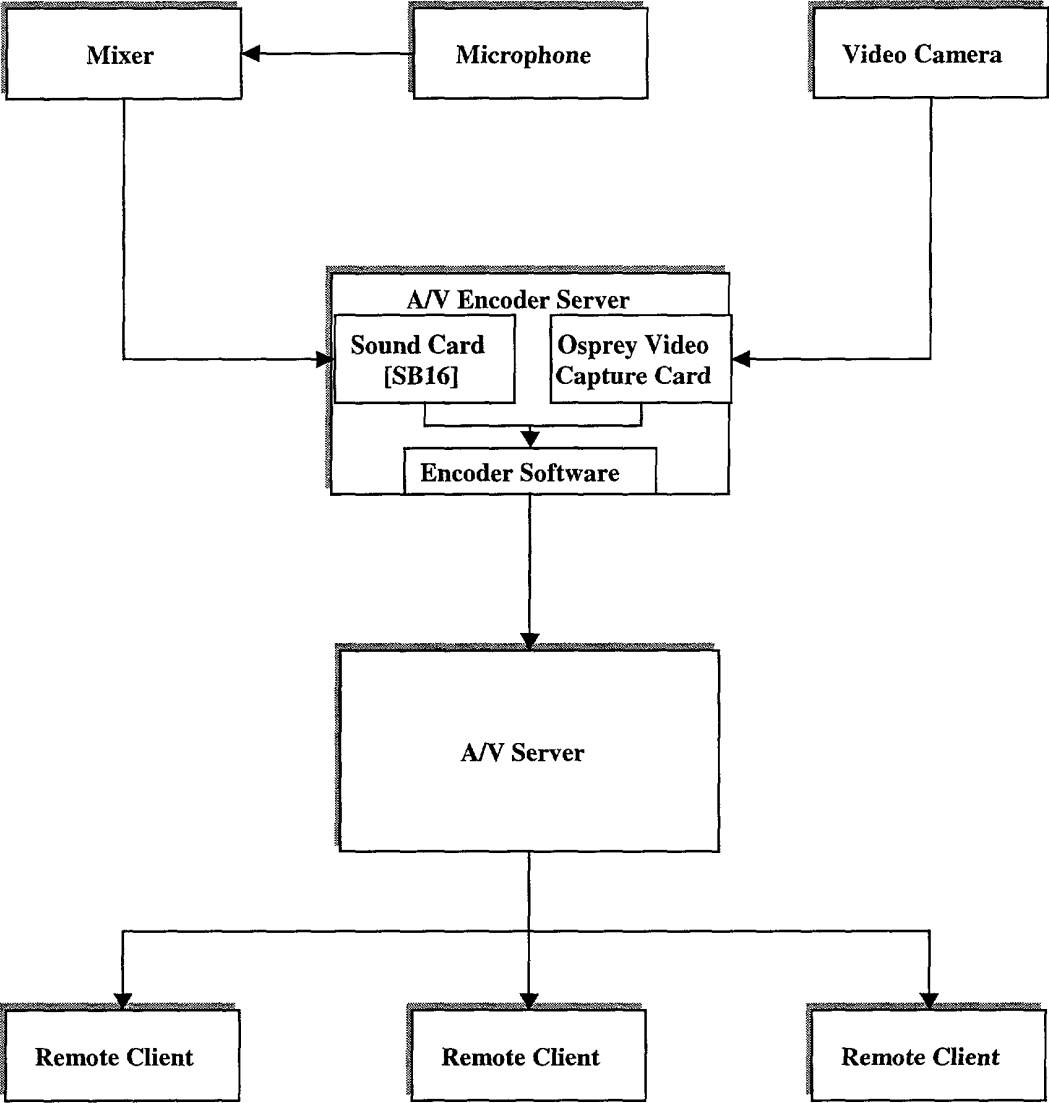 Mixer
Microphone
Video Camera
A/V Encoder Server
Sound Card
[SB16]
Osprey Video
Capture Card
Encoder Software
A/V Server
Remote Client
Remote Client
Remote Client